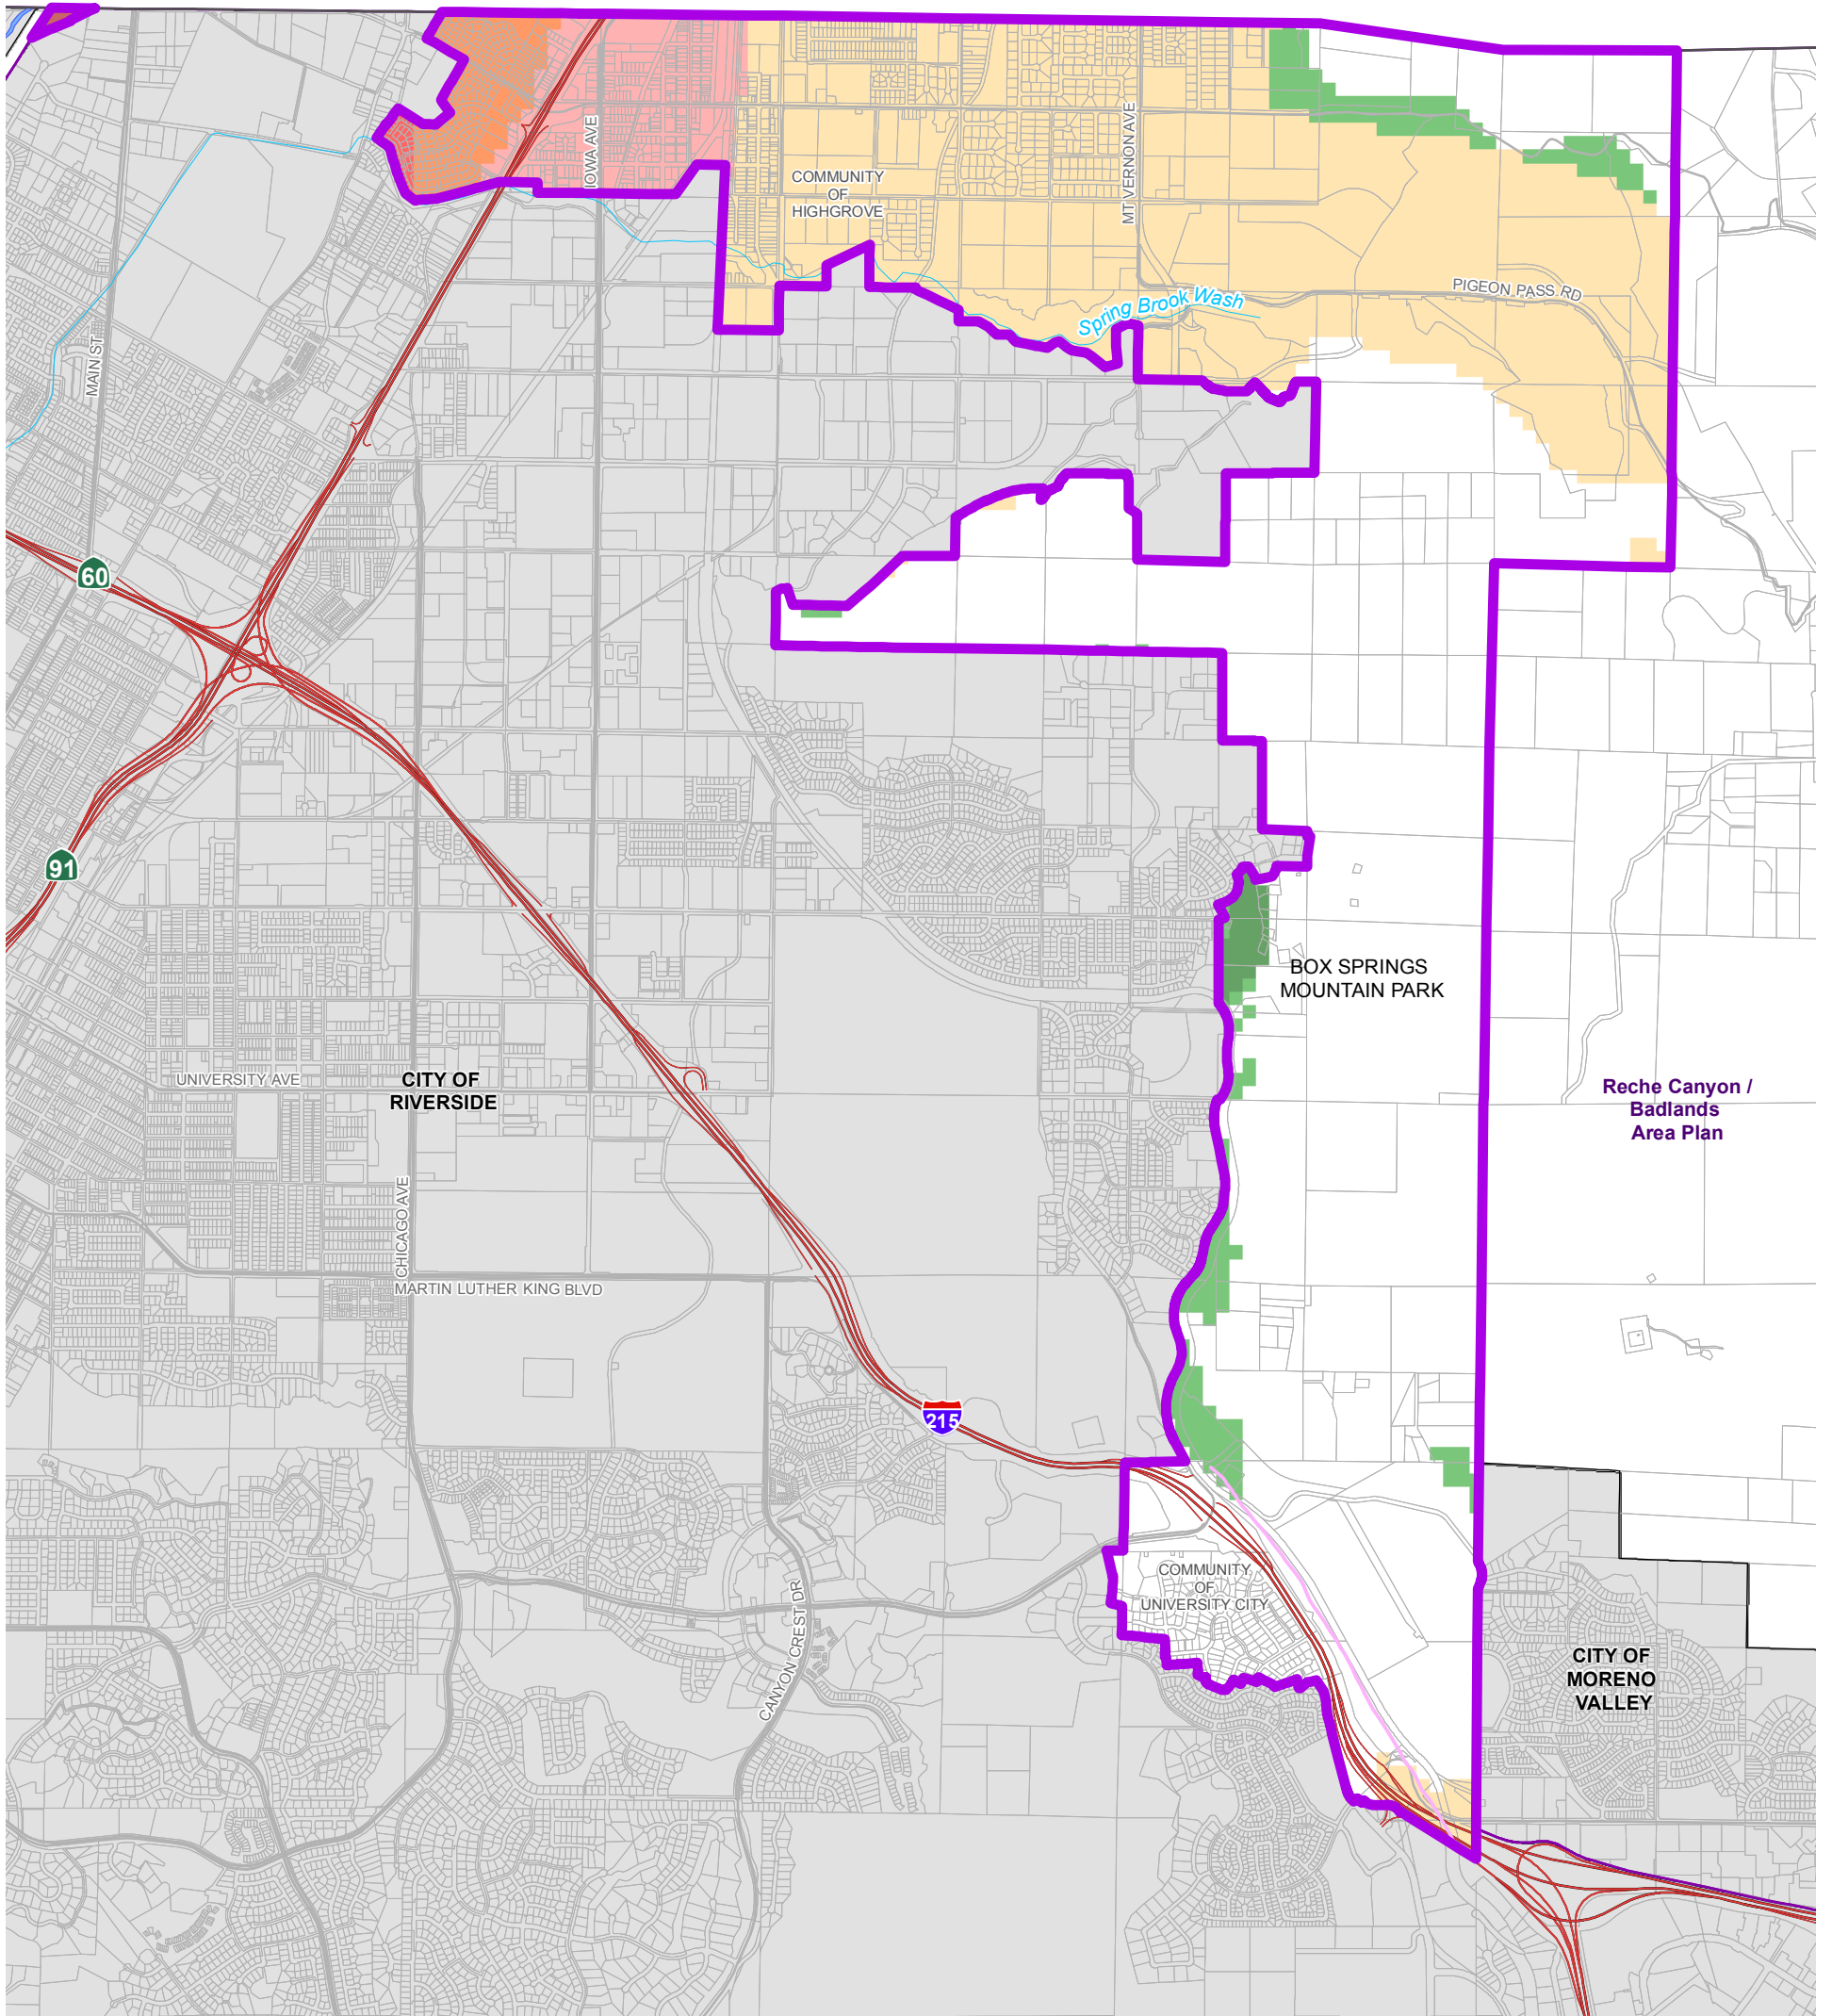 IOWA AVE
MT VERNON AVE
COMMUNITY
OF
HIGHGROVE
PIGEON PASS RD
Spring Brook Wash
MAIN ST
60
91
BOX SPRINGS
MOUNTAIN PARK
UNIVERSITY AVE
CITY OF
RIVERSIDE
Reche Canyon /
Badlands
Area Plan
CHICAGO AVE
MARTIN LUTHER KING BLVD
215
COMMUNITY
OF
UNIVERSITY CITY
CANYON CREST DR
CITY OF
MORENO
VALLEY